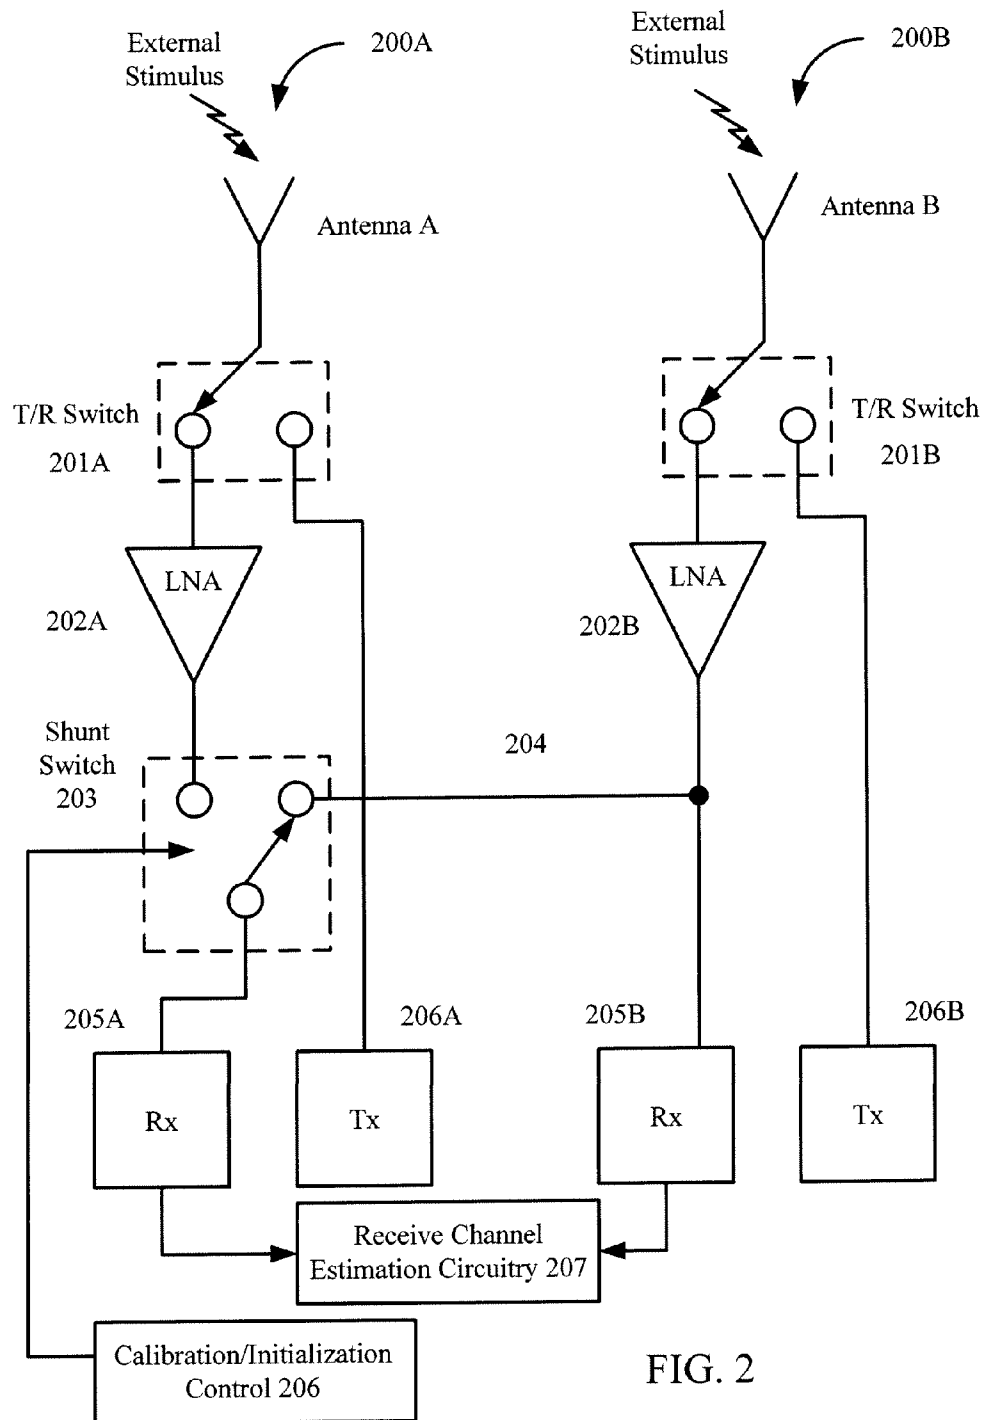 External
Stimulus
200A
External
Stimulus
200B
Antenna A
Antenna B
T/R Switch
201A
T/R Switch
201B
LNA
202A
LNA
202B
Shunt
Switch
203
204
205A
206A
205B
206B
Rx
Tx
Rx
Tx
Receive Channel
Estimation Circuitry 207
Calibration/Initialization
Control 206
FIG. 2